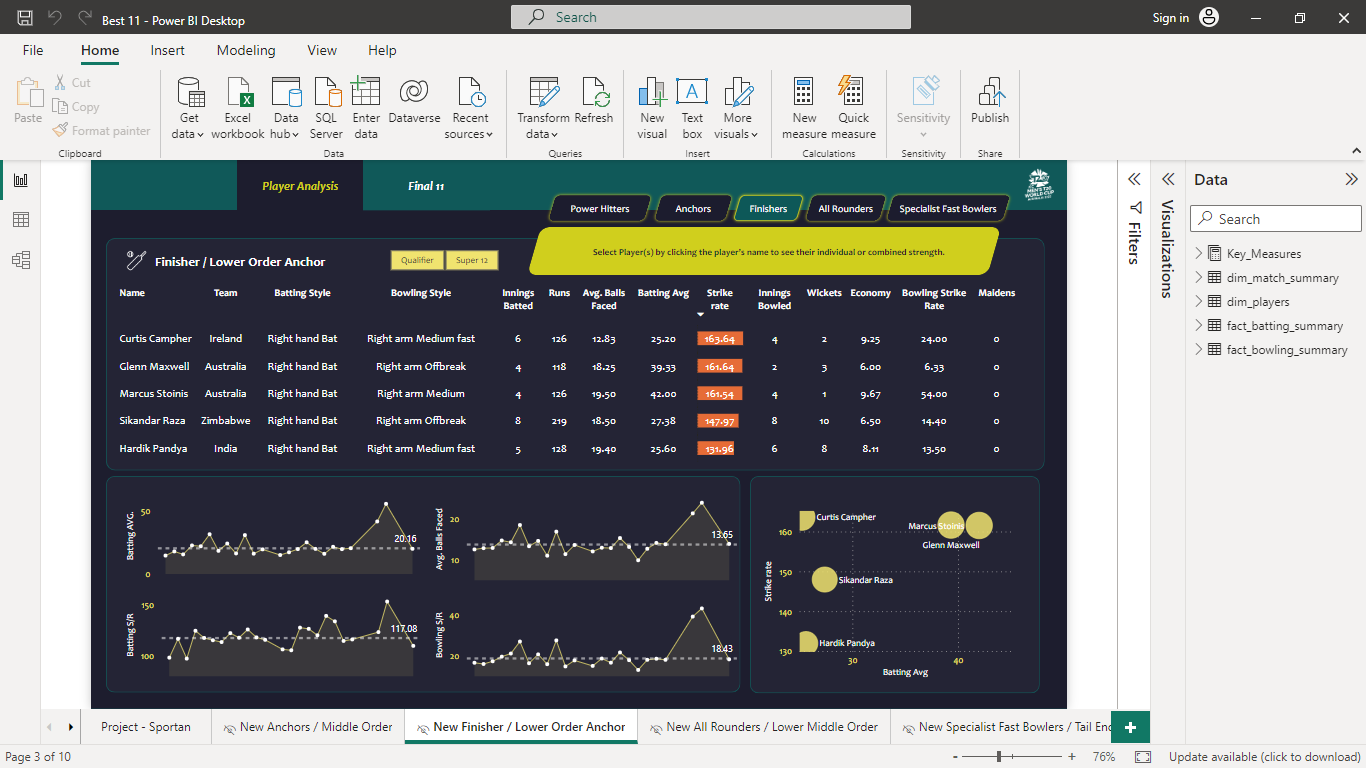 Best 11 - Power BI Desktop
Search
Sign in
File Home Insert Modeling View Help
Paste
Cut
Copy
Format painter
Clipboard
Get data
Excel workbook
Data hub
SQL Server
Enter data
Dataverse
Recent sources
Data
Transform data
Refresh
Queries
New visual
Text box
More visuals
Insert
New measure
Quick measure
Calculations
Sensitivity
Sensitivity
Publish
Share
Player Analysis
Final 11
MEN'S T20
WORLD CUP
Power Hitters
Anchors
Finishers
All Rounders
Specialist Fast Bowlers
Finisher / Lower Order Anchor
Qualifier
Super 12
Select Player(s) by clicking the player's name to see their individual or combined strength.
Name Team Batting Style Bowling Style Innings Batted Runs Avg. Balls Faced Batting Avg Strike rate Innings Bowled Wickets Economy Bowling Strike Rate Maidens
Curtis Campher Ireland Right hand Bat Right arm Medium fast 6 126 12.83 25.20 163.64 4 2 9.25 24.00 0
Glenn Maxwell Australia Right hand Bat Right arm Offbreak 4 118 18.25 39.33 161.64 2 3 6.00 6.33 0
Marcus Stoinis Australia Right hand Bat Right arm Medium 4 126 19.50 42.00 161.54 4 1 9.67 54.00 0
Sikandar Raza Zimbabwe Right hand Bat Right arm Offbreak 8 219 18.50 27.38 147.97 8 10 6.50 14.40 0
Hardik Pandya India Right hand Bat Right arm Medium fast 5 128 19.40 25.60 131.96 6 8 8.11 13.50 0
Batting AVG.
50
0
20.16
Avg. Balls Faced
20
10
13.65
Batting S/R
150
100
117.08
Bowling S/R
40
20
18.43
Strike rate
160
150
140
130
Curtis Campher
Marcus Stoinis
Glenn Maxwell
Sikandar Raza
Hardik Pandya
30
40
Batting Avg
Filters
Visualizations
Data
Search
Key_Measures
dim_match_summary
dim_players
fact_batting_summary
fact_bowling_summary
Project - Sportan
New Anchors / Middle Order
New Finisher / Lower Order Anchor
New All Rounders / Lower Middle Order
New Specialist Fast Bowlers / Tail End
Page 3 of 10
- + 76%
Update available (click to download)